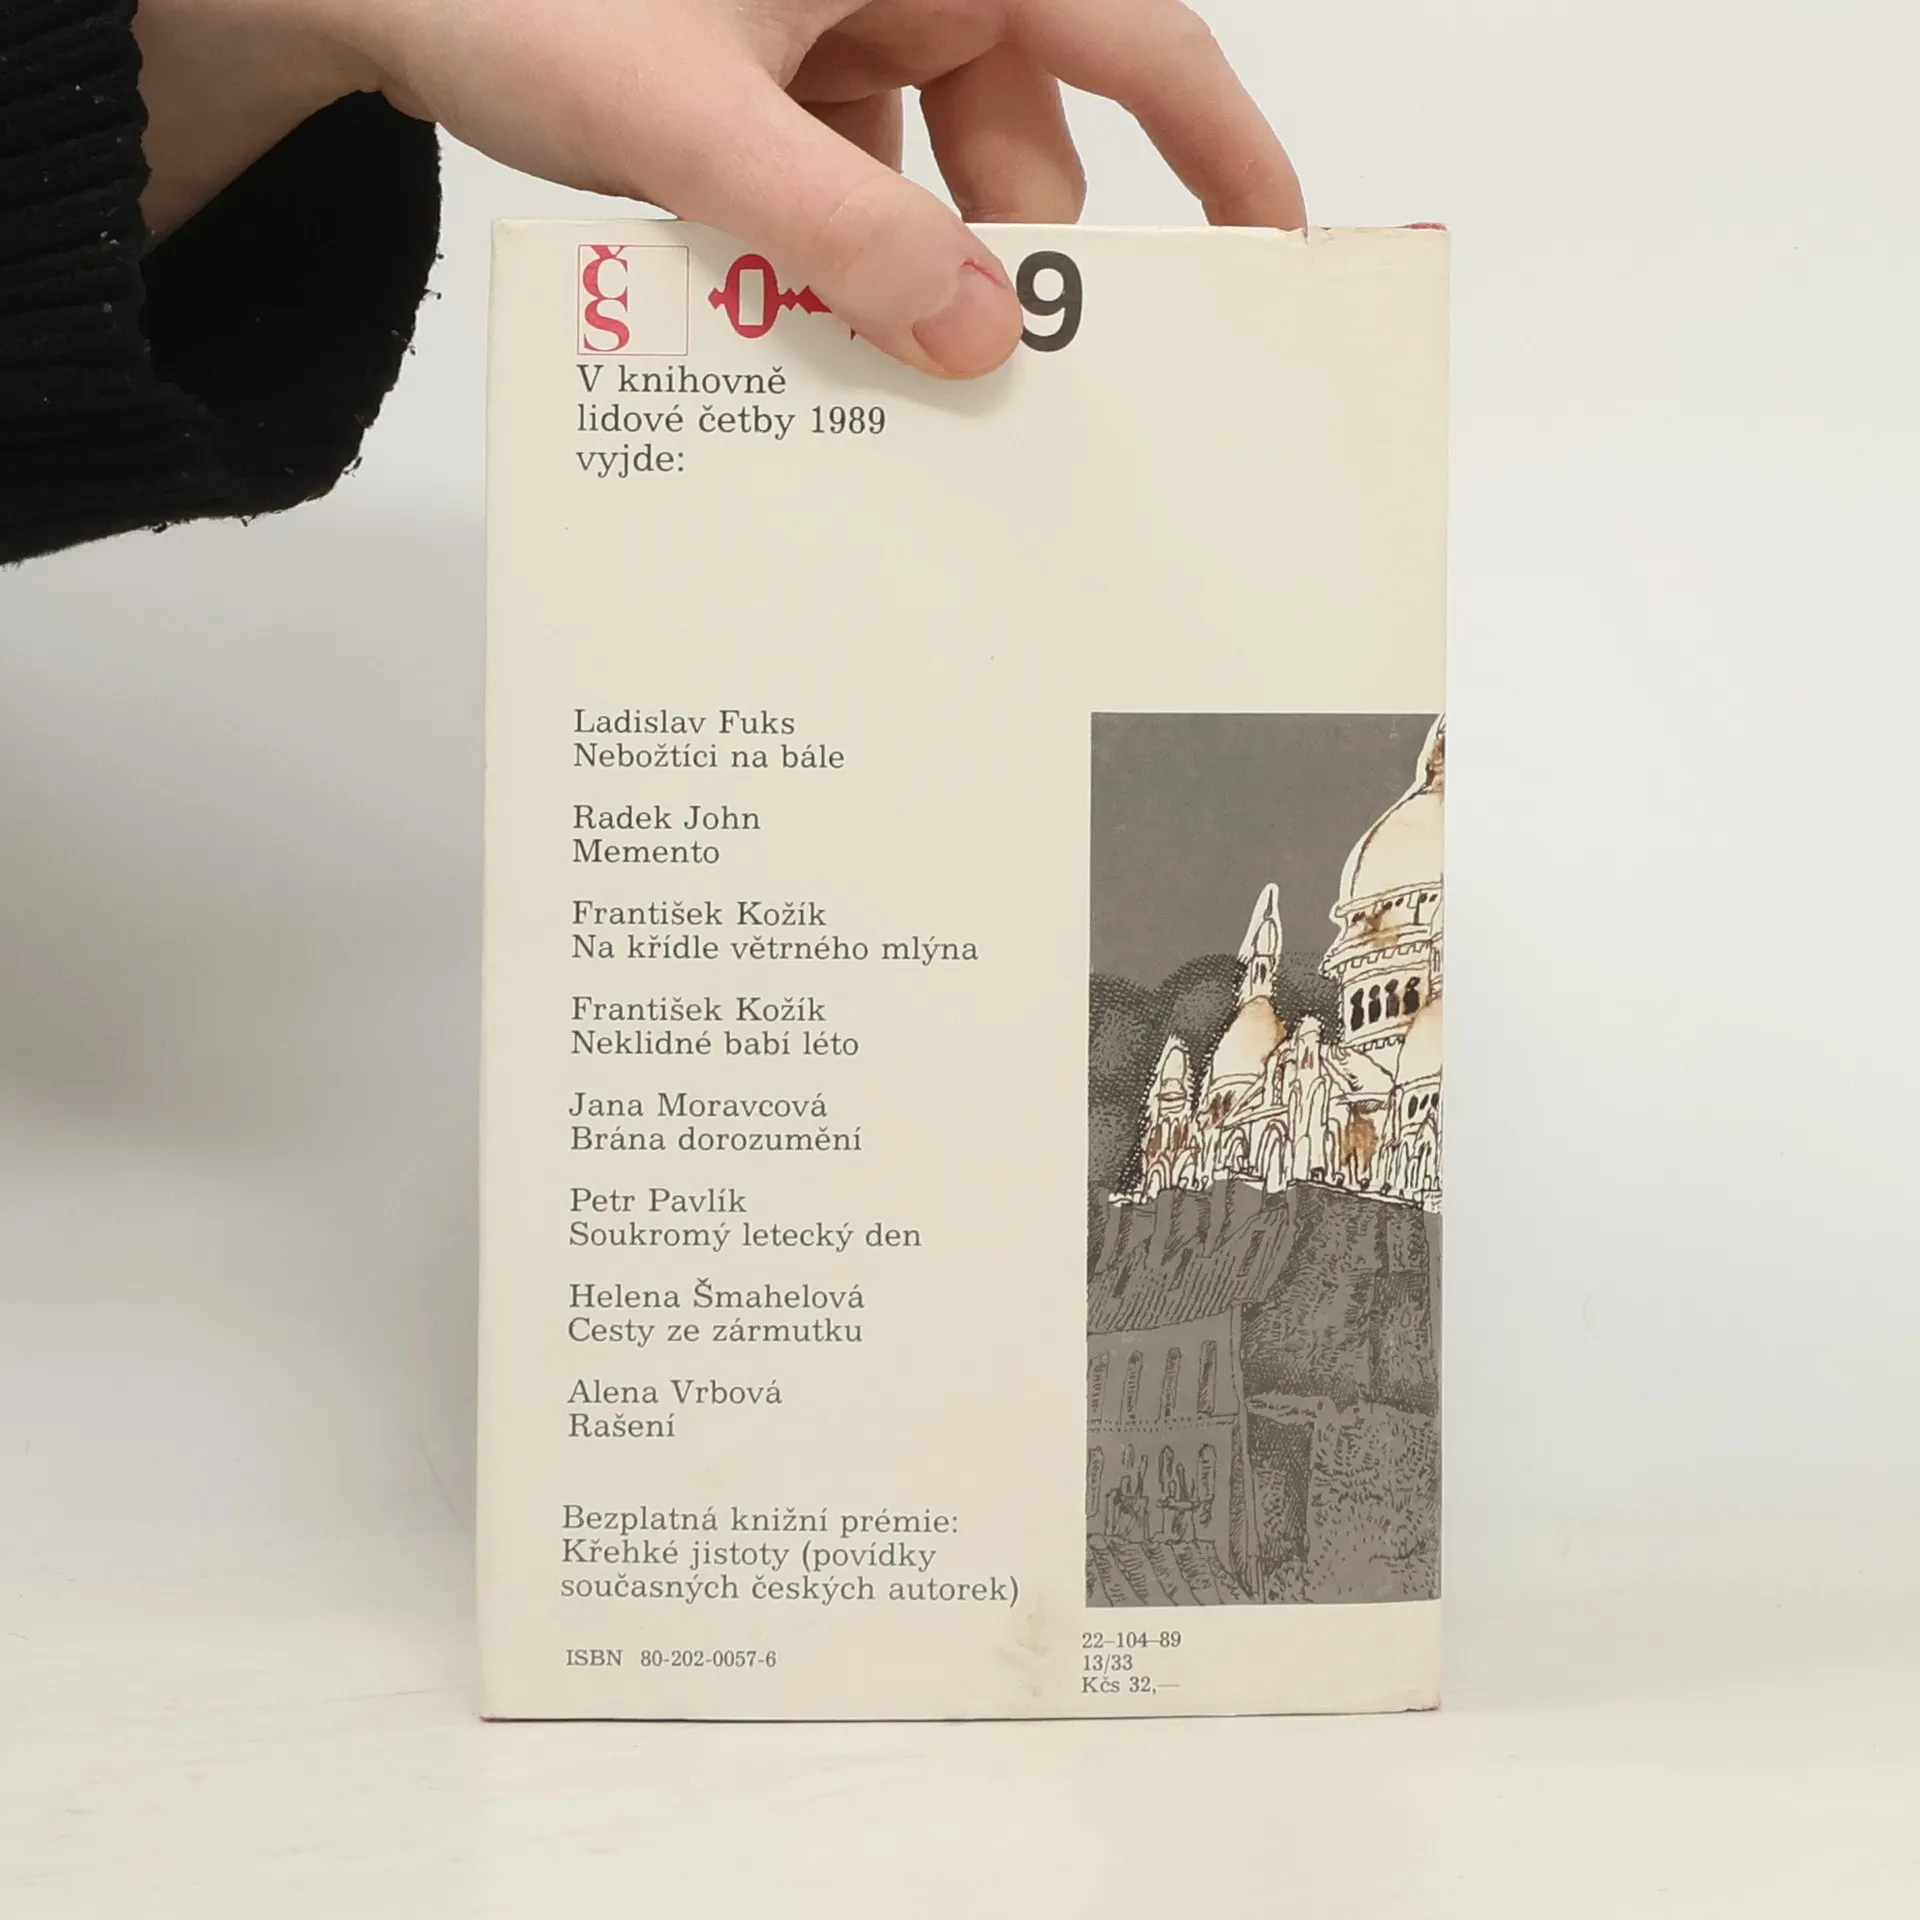 ČS
9
V knihovně
lidové četby 1989
vyjde:
Ladislav Fuks
Nebožtíci na bále
Radek John
Memento
František Kožík
Na křídle větrného mlýna
František Kožík
Neklidné babí léto
Jana Moravcová
Brána dorozumění
Petr Pavlík
Soukromý letecký den
Helena Šmahelová
Cesty ze zármutku
Alena Vrbová
Rašení
Bezplatná knižní prémie:
Křehké jistoty (povídky
současných českých autorek)
ISBN 80-202-0057-6
22–104–89
13/33
Kčs 32,—